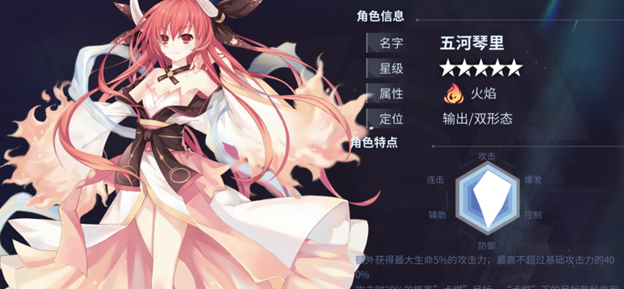 角色信息
名字 五河琴里
星级
属性 火焰
定位 输出/双形态
角色特点
攻击
连击 爆发
辅助 控制
防御
额外获得最大生命5%的攻击力，最高不超过基础攻击力的40
0%